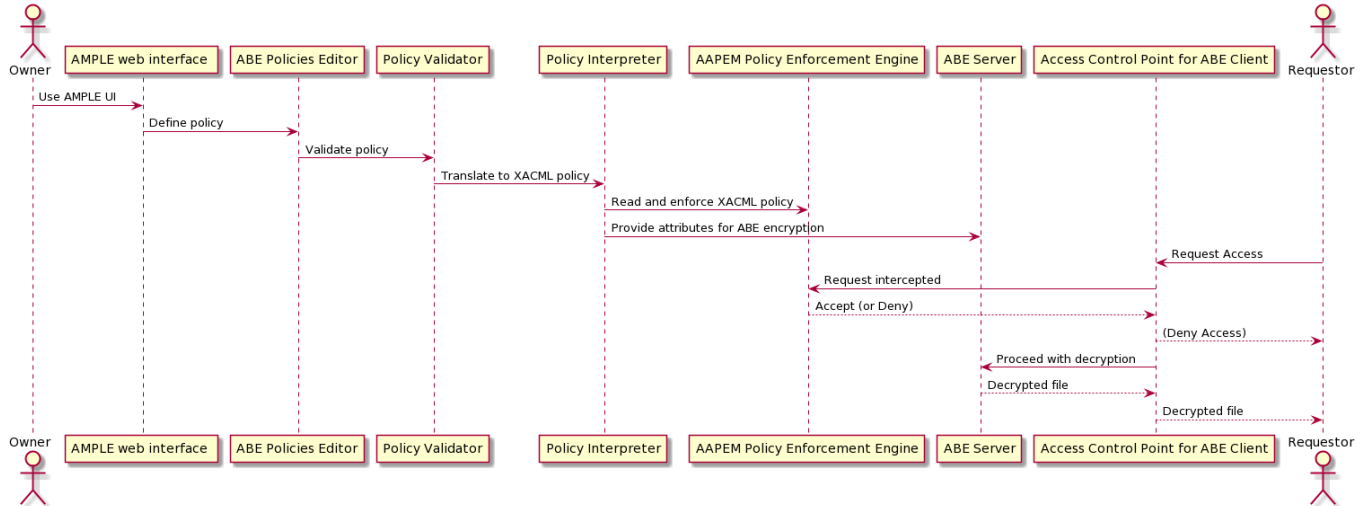 Owner
AMPLE web interface
ABE Policies Editor
Policy Validator
Policy Interpreter
AAPEM Policy Enforcement Engine
ABE Server
Access Control Point for ABE Client
Requestor
Use AMPLE UI
Define policy
Validate policy
Translate to XACML policy
Read and enforce XACML policy
Provide attributes for ABE encryption
Request Access
Request intercepted
Accept (or Deny)
(Deny Access)
Proceed with decryption
Decrypted file
Decrypted file
Owner
AMPLE web interface
ABE Policies Editor
Policy Validator
Policy Interpreter
AAPEM Policy Enforcement Engine
ABE Server
Access Control Point for ABE Client
Requestor